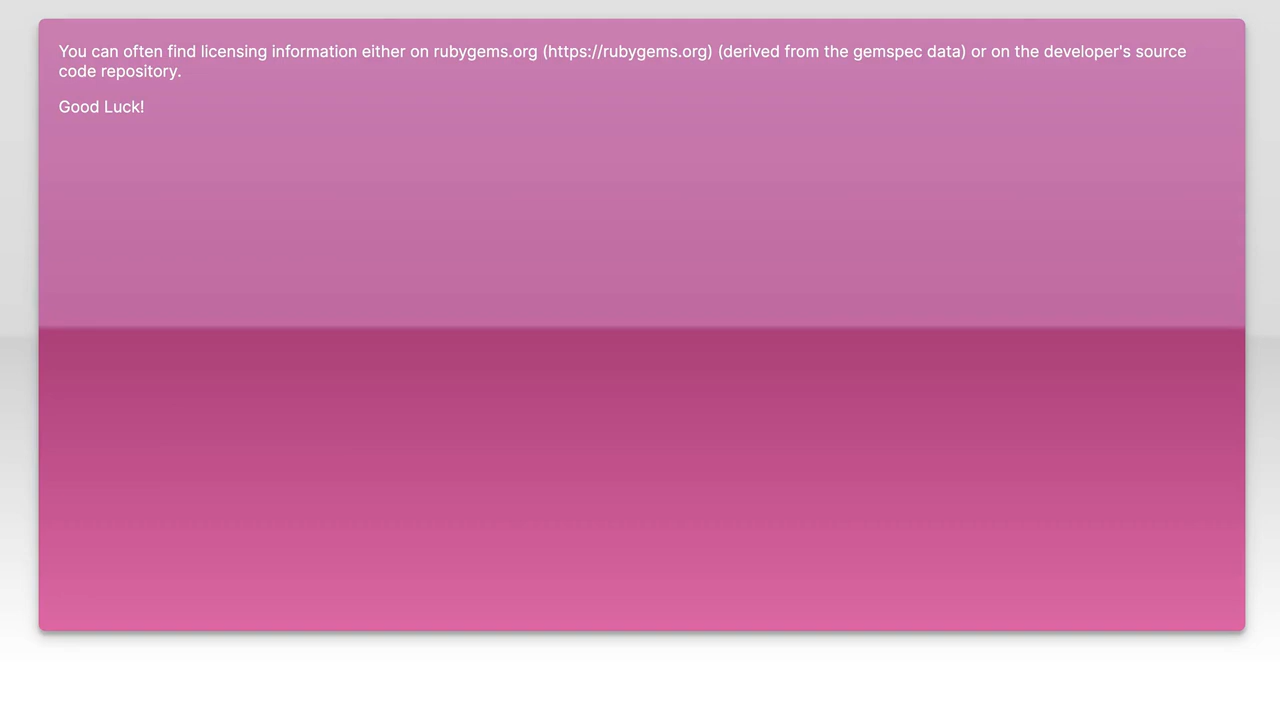 You can often find licensing information either on rubygems.org (https://rubygems.org) (derived from the gemspec data) or on the developer's source
code repository.
Good Luck!